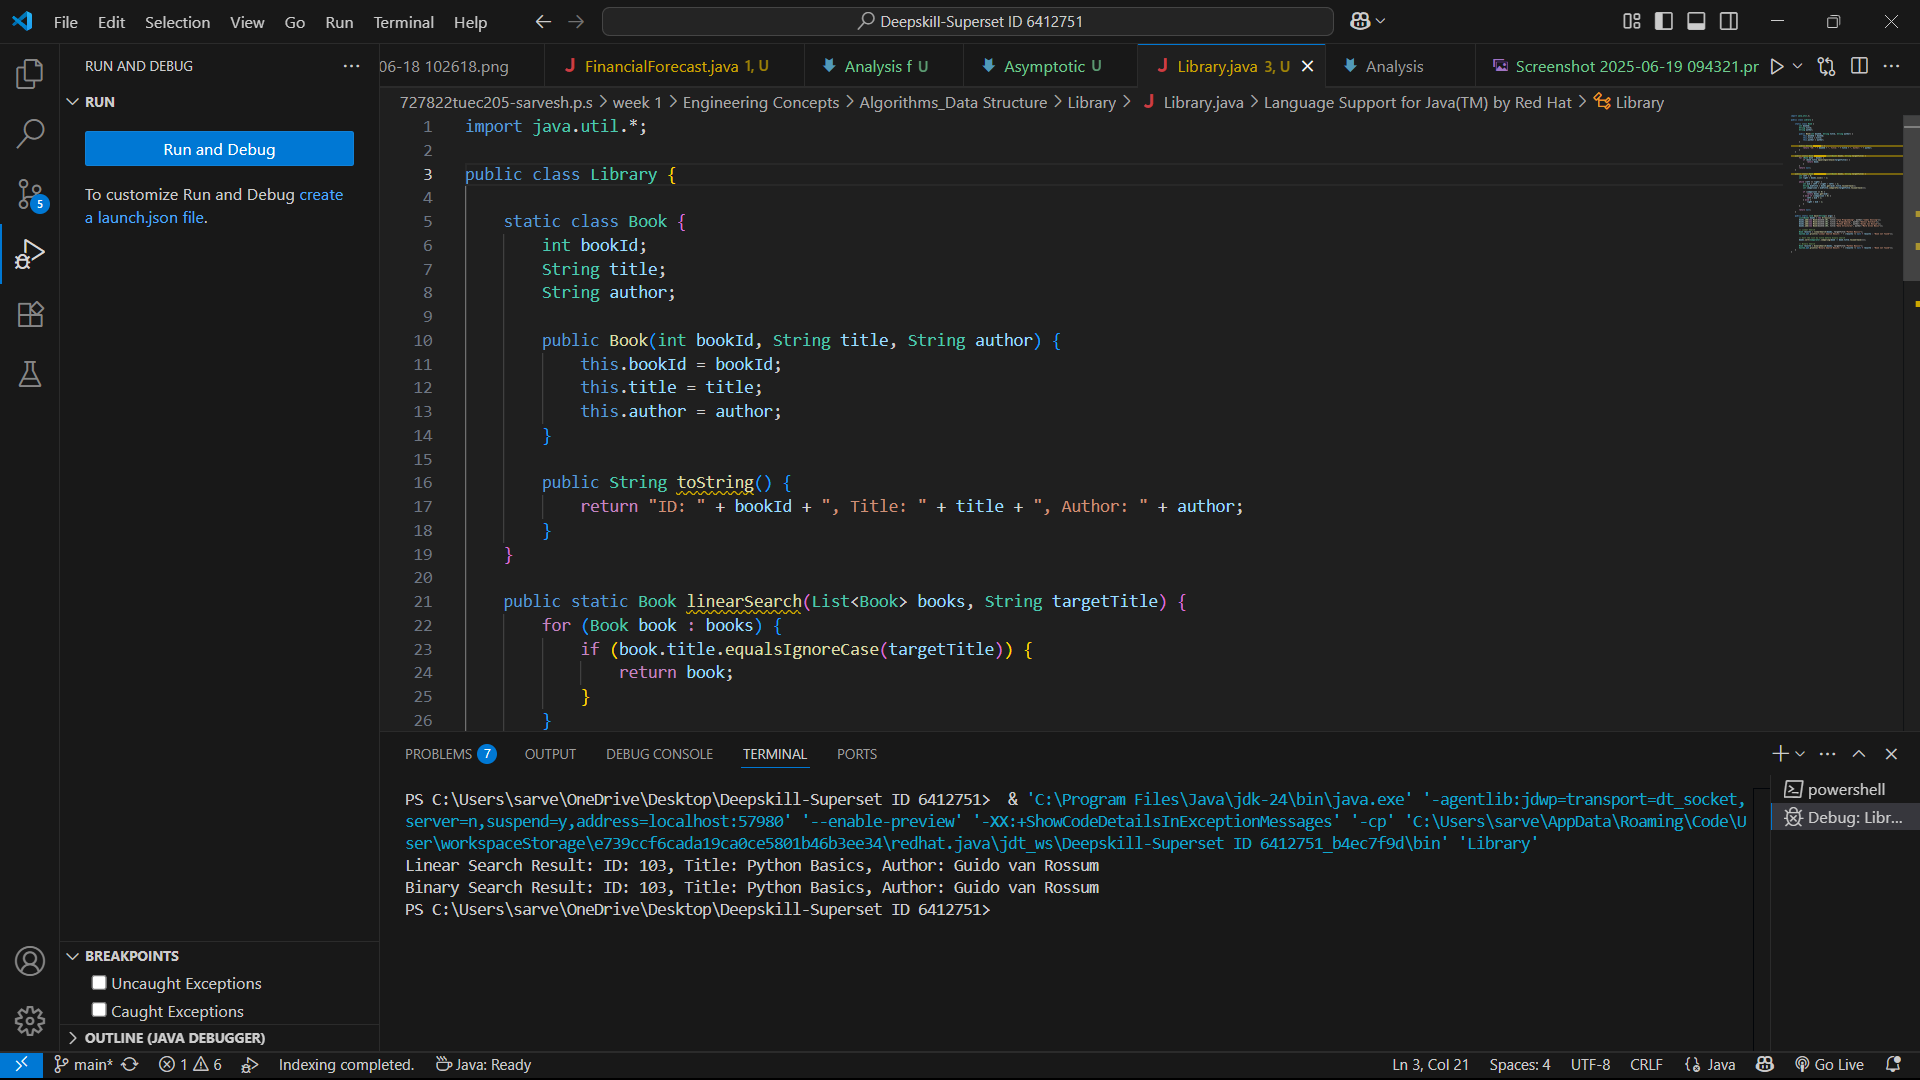 File Edit Selection View Go Run Terminal Help
Deepskill-Superset ID 6412751
RUN AND DEBUG
RUN
Run and Debug
To customize Run and Debug create
a launch.json file.
06-18 102618.png
FinancialForecast.java 1, U
Analysis f U
Asymptotic U
Library.java 3, U
Analysis
Screenshot 2025-06-19 094321.pr
727822tuec205-sarvesh.p.s > week 1 > Engineering Concepts > Algorithms_Data Structure > Library > Library.java > Language Support for Java(TM) by Red Hat > Library
1 import java.util.*;
2
3 public class Library {
4
5 static class Book {
6 int bookId;
7 String title;
8 String author;
9
10 public Book(int bookId, String title, String author) {
11 this.bookId = bookId;
12 this.title = title;
13 this.author = author;
14 }
15
16 public String toString() {
17 return "ID: " + bookId + ", Title: " + title + ", Author: " + author;
18 }
19 }
20
21 public static Book linearSearch(List<Book> books, String targetTitle) {
22 for (Book book : books) {
23 if (book.title.equalsIgnoreCase(targetTitle)) {
24 return book;
25 }
26 }
PROBLEMS 7 OUTPUT DEBUG CONSOLE TERMINAL PORTS
PS C:\Users\sarve\OneDrive\Desktop\Deepskill-Superset ID 6412751>  & 'C:\Program Files\Java\jdk-24\bin\java.exe' '-agentlib:jdwp=transport=dt_socket,
server=n,suspend=y,address=localhost:57980' '--enable-preview' '-XX:+ShowCodeDetailsInExceptionMessages' '-cp' 'C:\Users\sarve\AppData\Roaming\Code\U
ser\workspaceStorage\e739ccf6cada19ca0ce5801b46b3ee34\redhat.java\jdt_ws\Deepskill-Superset ID 6412751_b4ec7f9d\bin' 'Library'
Linear Search Result: ID: 103, Title: Python Basics, Author: Guido van Rossum
Binary Search Result: ID: 103, Title: Python Basics, Author: Guido van Rossum
PS C:\Users\sarve\OneDrive\Desktop\Deepskill-Superset ID 6412751>
powershell
Debug: Libr...
5
BREAKPOINTS
Uncaught Exceptions
Caught Exceptions
OUTLINE (JAVA DEBUGGER)
main* 1 6 Indexing completed. Java: Ready
Ln 3, Col 21 Spaces: 4 UTF-8 CRLF Java Go Live